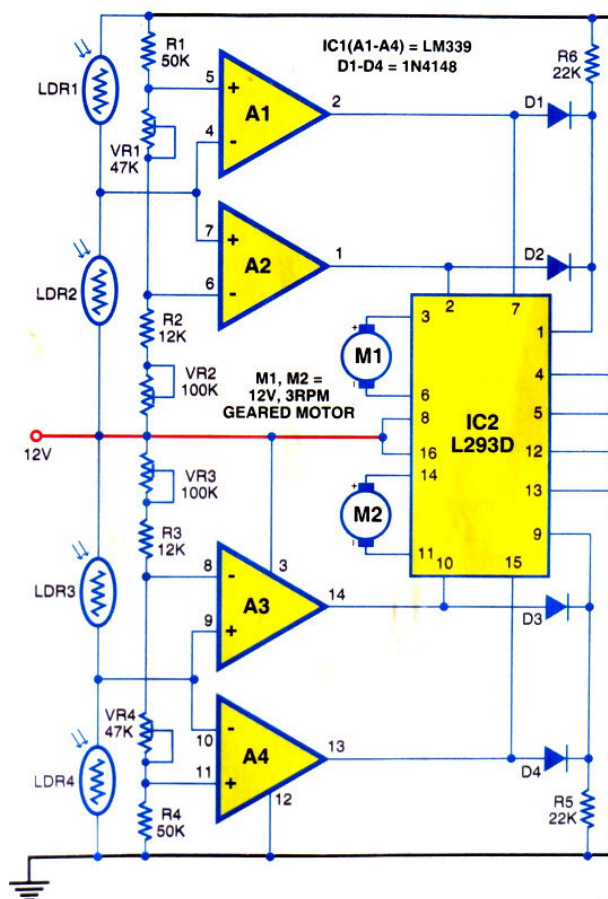 R1
50K
IC1(A1-A4) = LM339
D1-D4 = 1N4148
R6
22K
LDR1
5
+
A1
2
D1
4
-
VR1
47K
7
+
A2
1
D2
6
-
LDR2
R2
12K
2
7
3
1
+
M1
-
VR2
100K
M1, M2 =
12V, 3RPM
GEARED MOTOR
6
4
8
IC2
L293D
5
12V
16
12
VR3
100K
14
13
+
M2
-
9
R3
12K
11
10
15
3
LDR3
8
-
A3
14
D3
9
+
VR4
47K
-
10
A4
13
D4
11
+
12
LDR4
R4
50K
R5
22K